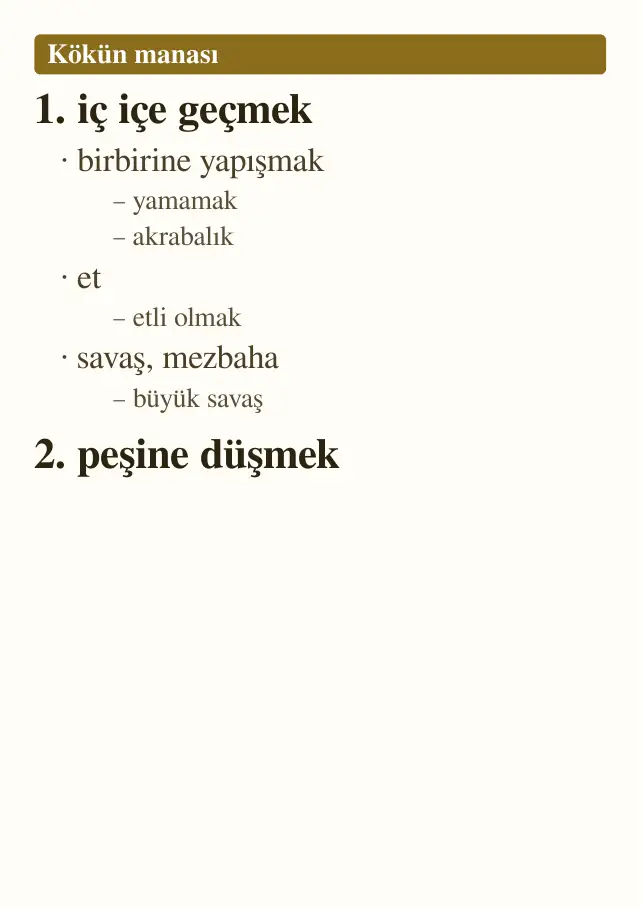 Kökün manası
1. iç içe geçmek
· birbirine yapışmak
– yamamak
– akrabalık
· et
– etli olmak
· savaş, mezbaha
– büyük savaş
2. peşine düşmek